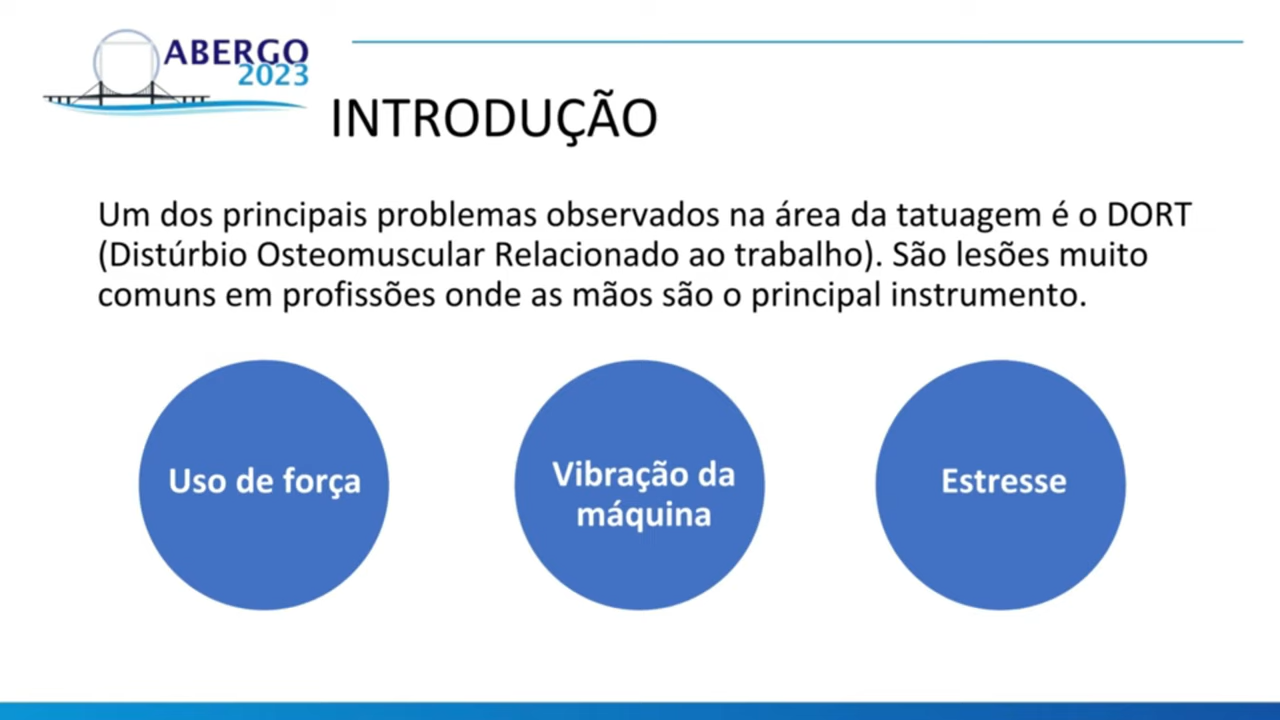 ABERGO
2023
INTRODUÇÃO
Um dos principais problemas observados na área da tatuagem é o DORT
(Distúrbio Osteomuscular Relacionado ao trabalho). São lesões muito
comuns em profissões onde as mãos são o principal instrumento.
Uso de força
Vibração da
máquina
Estresse